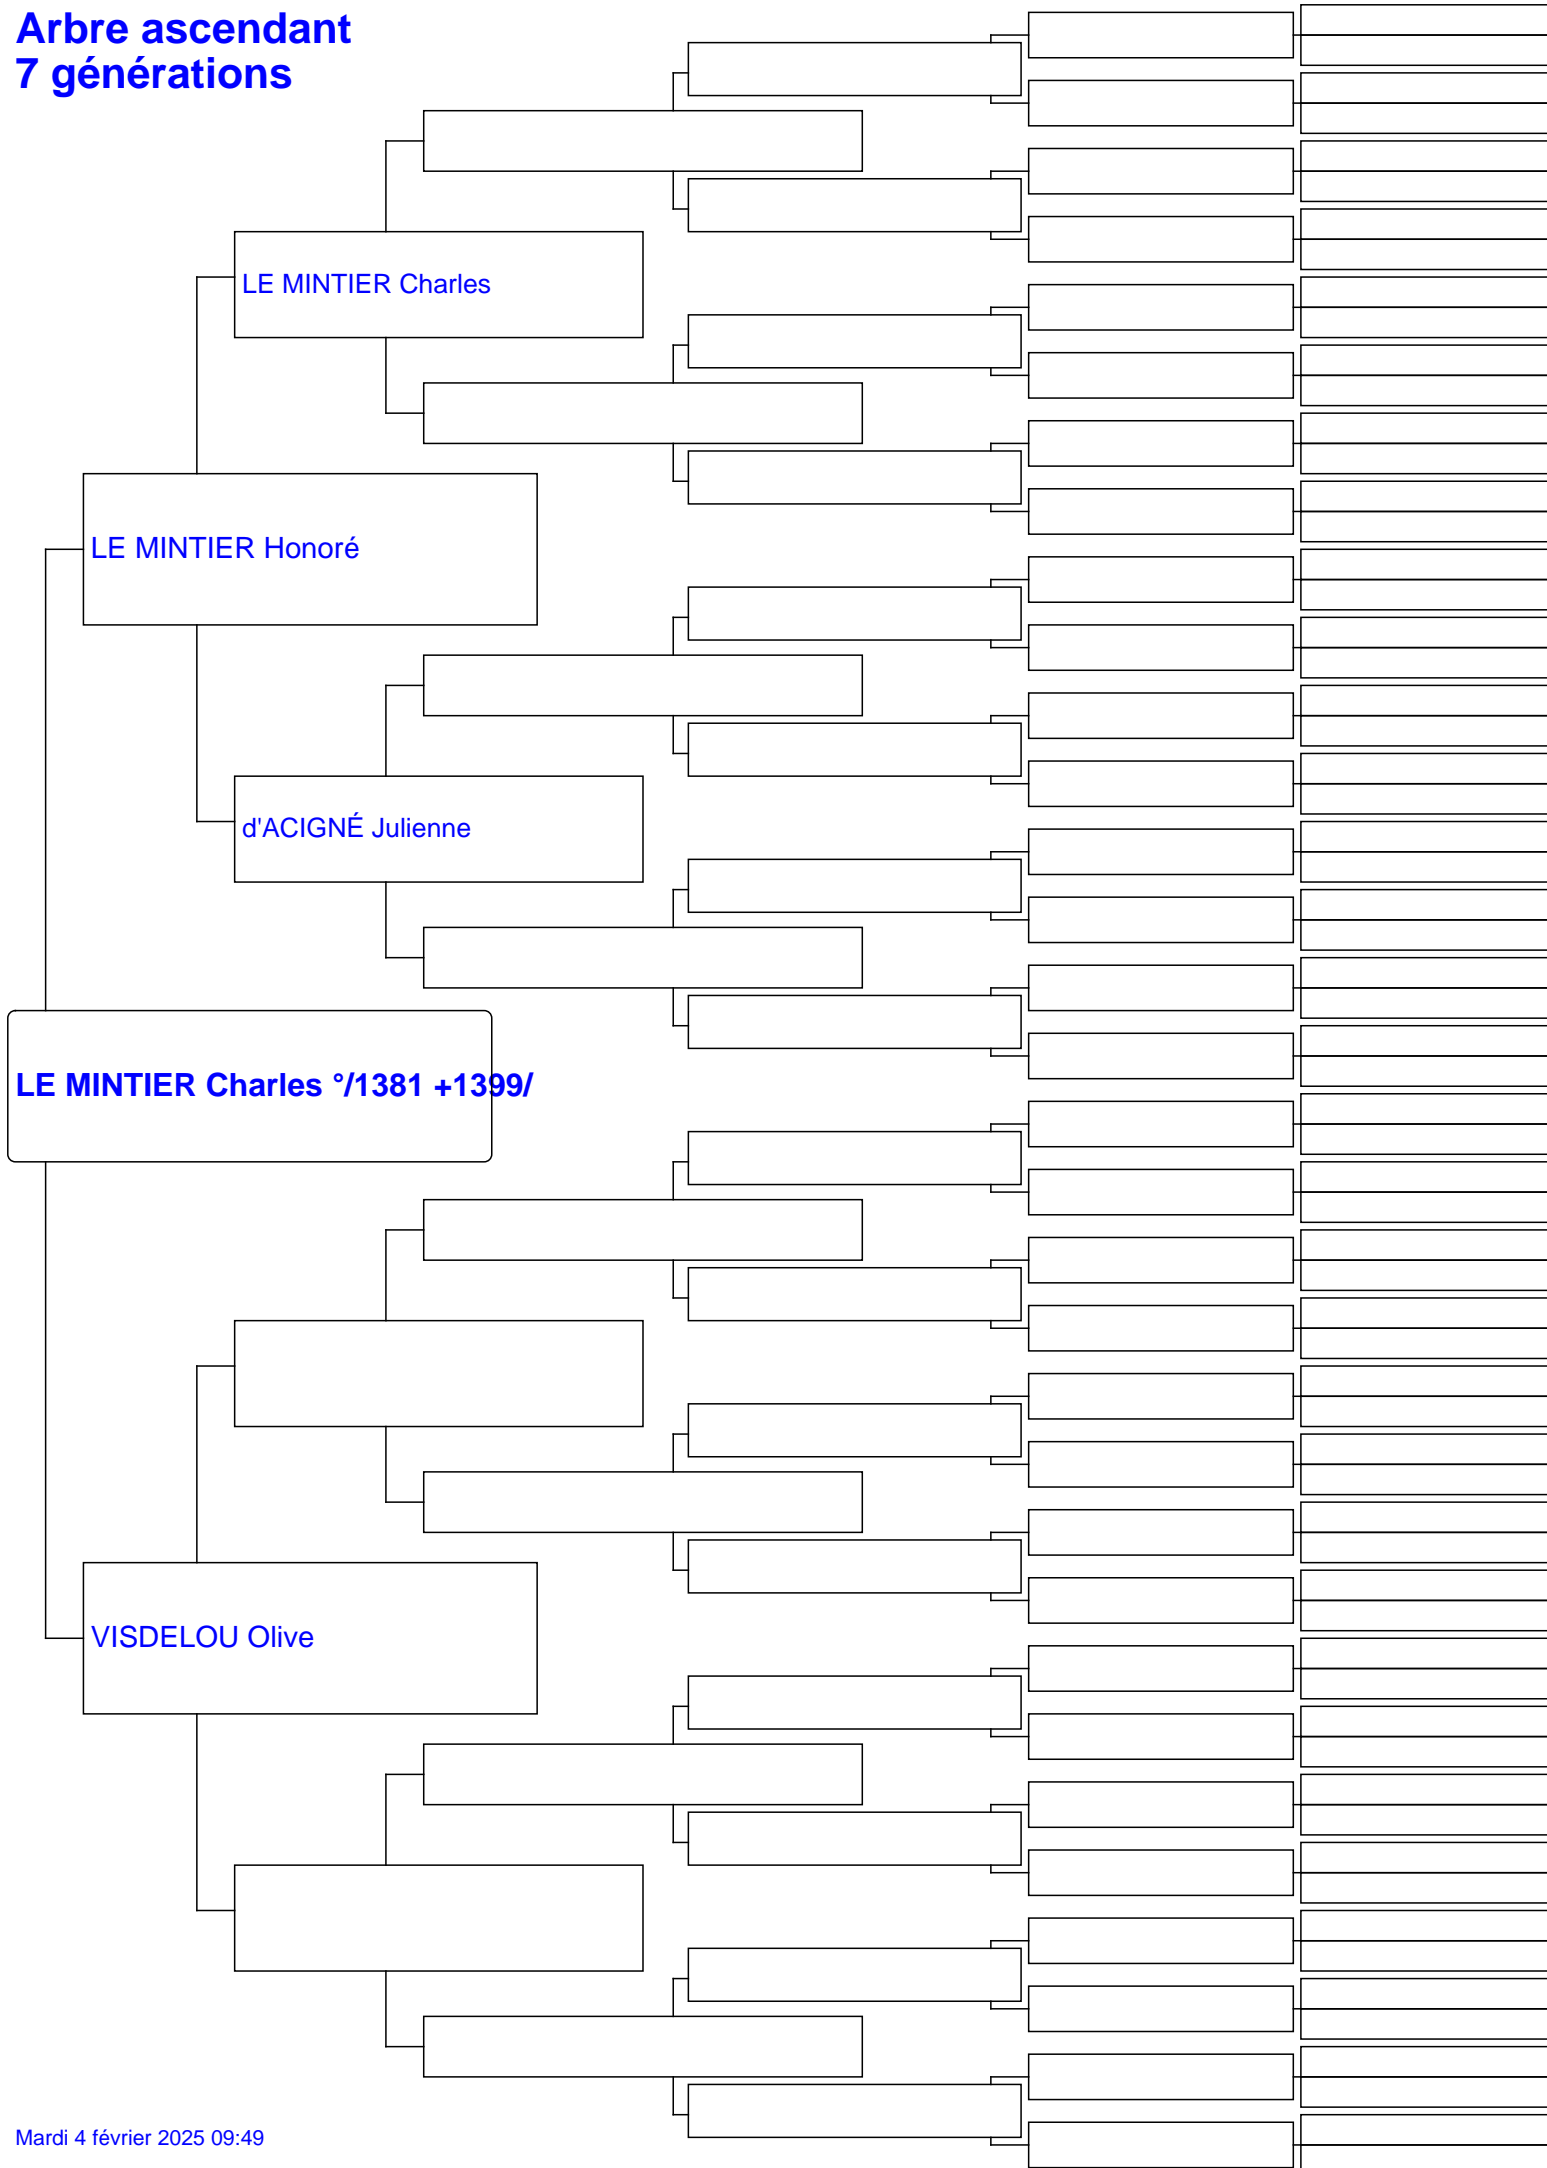 Arbre ascendant
7 générations
LE MINTIER Charles
LE MINTIER Honoré
d'ACIGNÉ Julienne
LE MINTIER Charles °/1381 +1399/
VISDELOU Olive
Mardi 4 février 2025 09:49